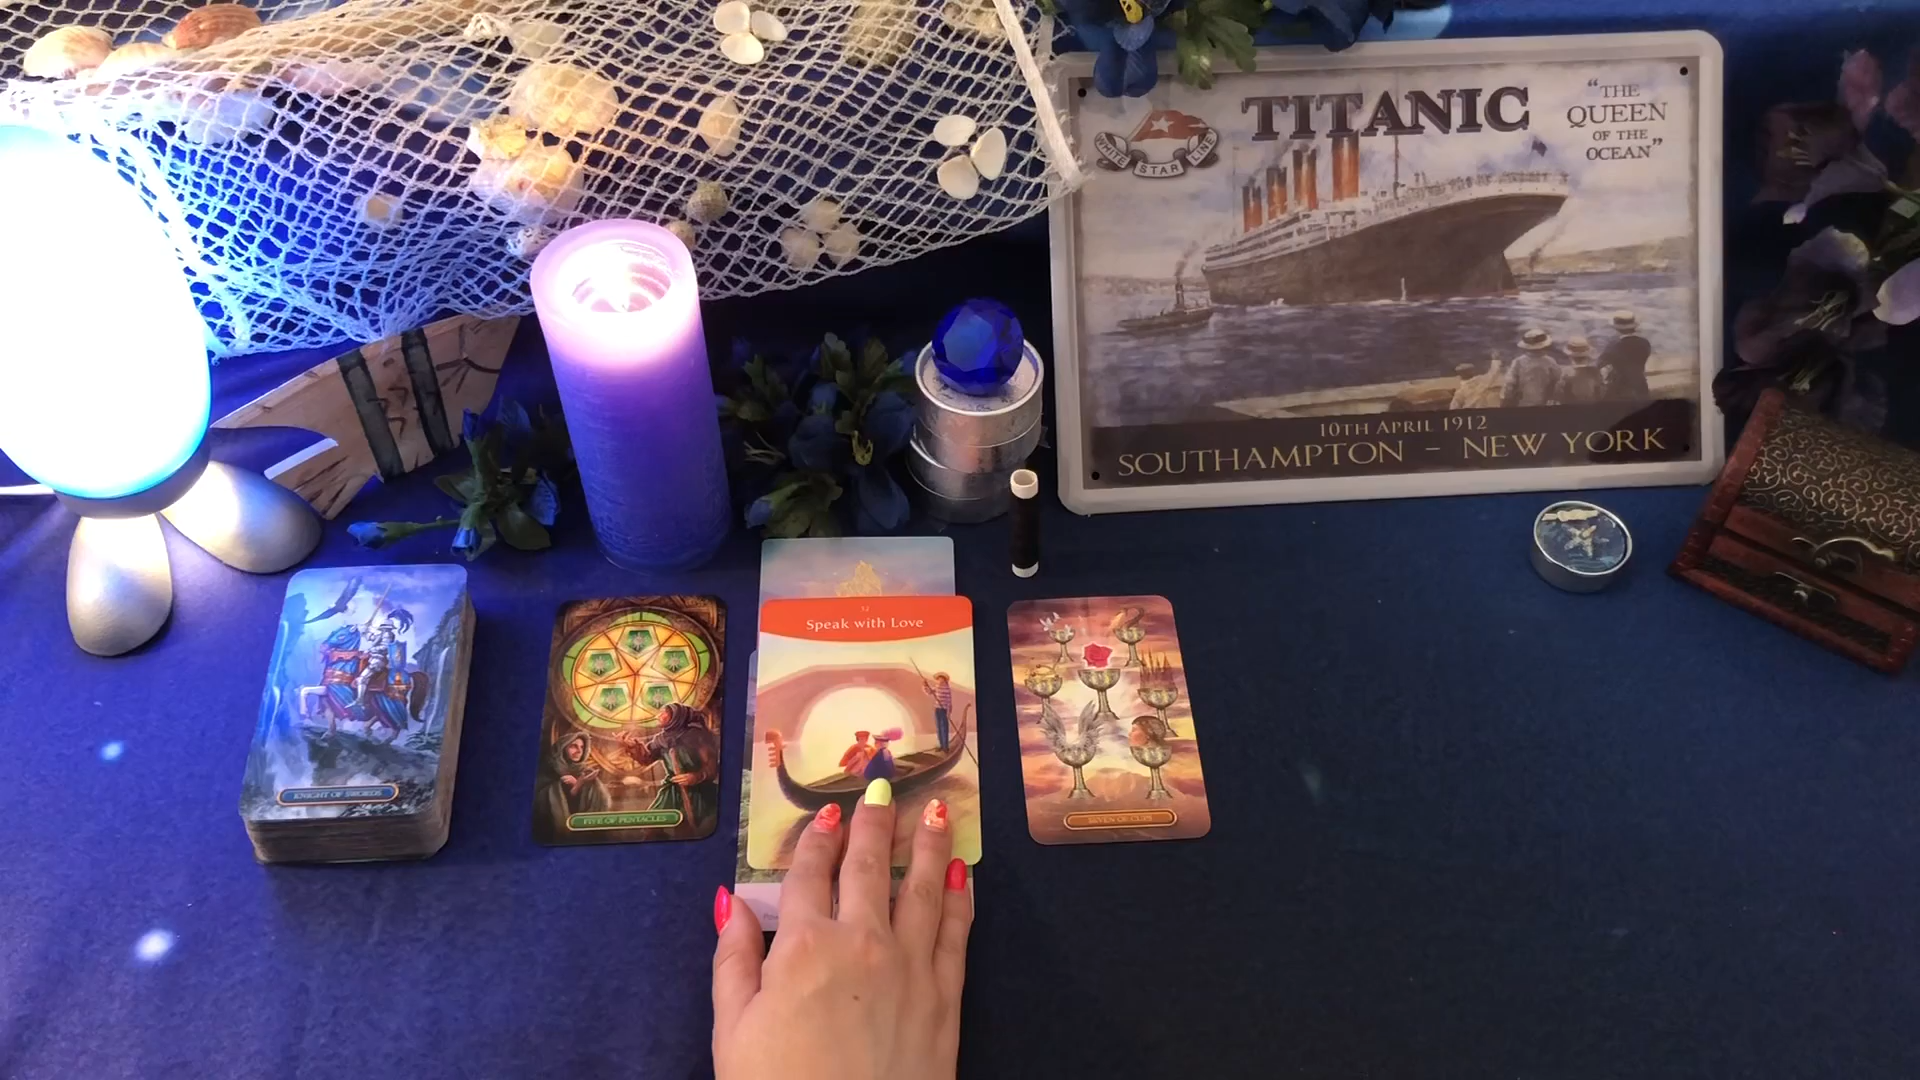 TITANIC
"THE
QUEEN
OF THE
OCEAN"
WHITE
STAR
LINE
10TH APRIL 1912
SOUTHAMPTON - NEW YORK
32
Speak with Love
KNIGHT OF SWORDS
FIVE OF PENTACLES
SEVEN OF CUPS